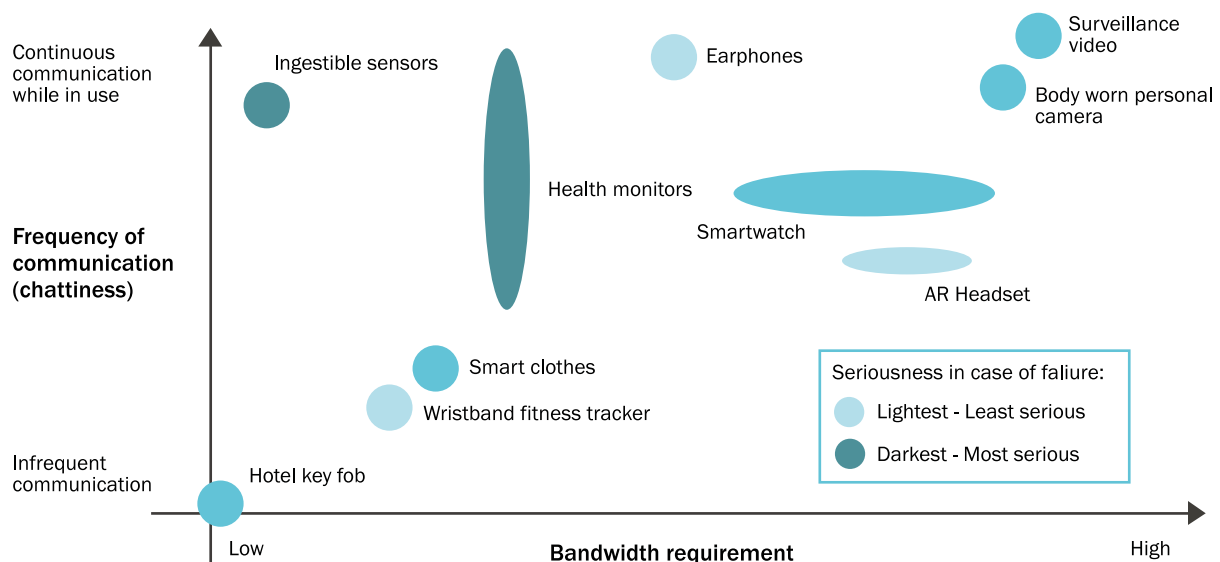 Continuous
communication
while in use
Ingestible sensors
Earphones
Surveillance
video
Body worn personal
camera
Health monitors
Smartwatch
Frequency of
communication
(chattiness)
AR Headset
Smart clothes
Wristband fitness tracker
Seriousness in case of faliure:
Lightest - Least serious
Darkest - Most serious
Infrequent
communication
Hotel key fob
Low
Bandwidth requirement
High